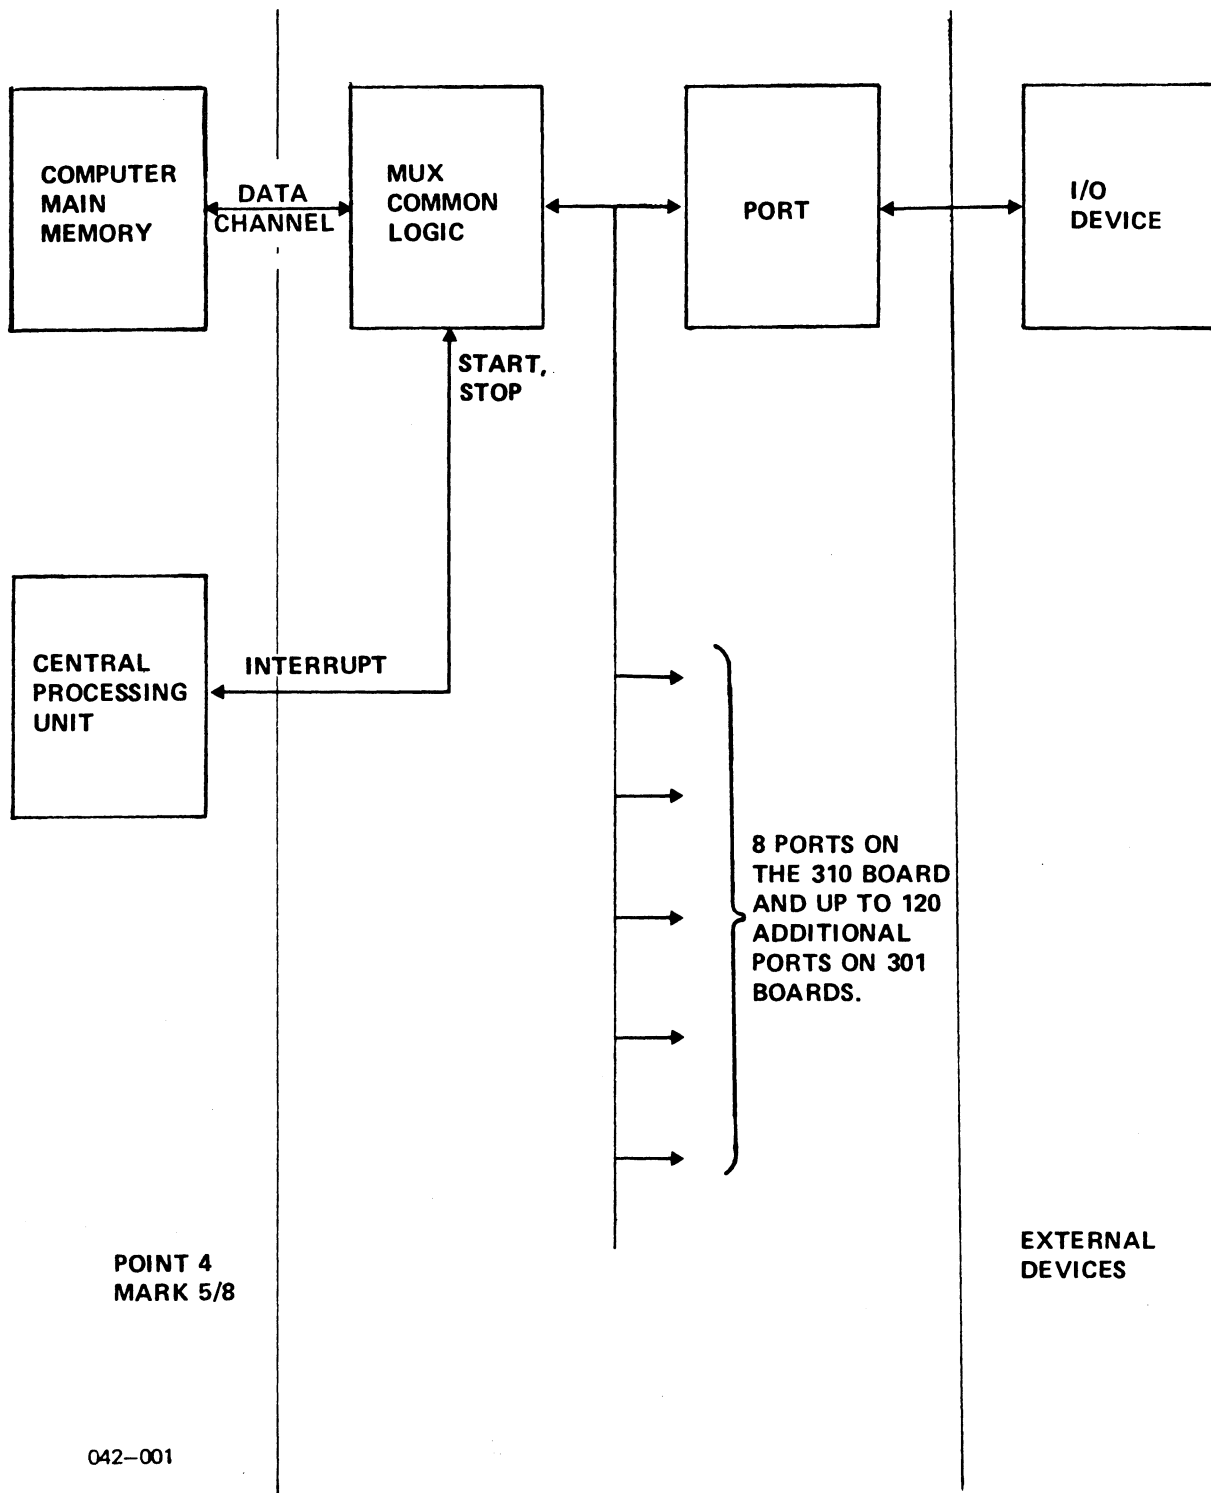 COMPUTER
MAIN
MEMORY
DATA
CHANNEL
MUX
COMMON
LOGIC
PORT
I/O
DEVICE
START,
STOP
CENTRAL
PROCESSING
UNIT
INTERRUPT
8 PORTS ON
THE 310 BOARD
AND UP TO 120
ADDITIONAL
PORTS ON 301
BOARDS.
POINT 4
MARK 5/8
EXTERNAL
DEVICES
042-001